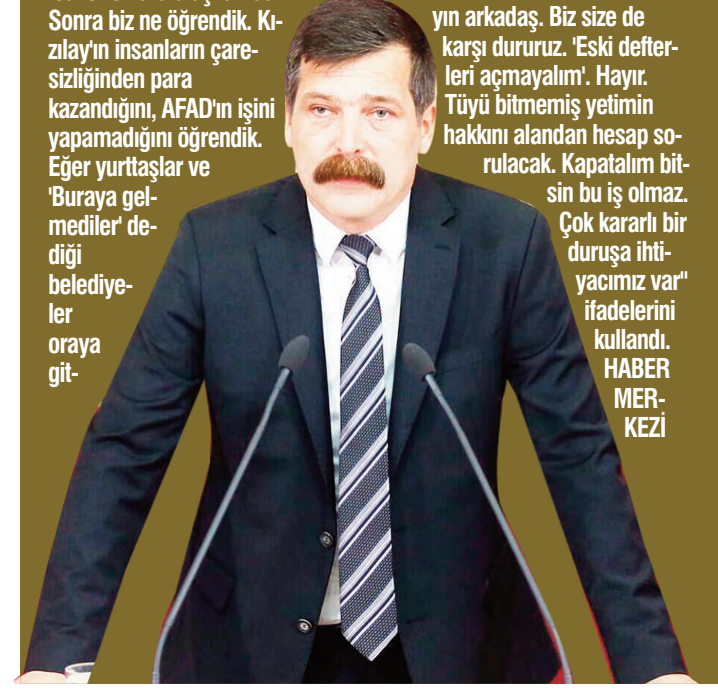 Sonra biz ne öğrendik. Kı-
zılay'ın insanların çare-
sizliğinden para
kazandığını, AFAD'ın işini
yapamadığını öğrendik.
Eğer yurttaşlar ve
'Buraya gel-
mediler' de-
diği
belediye-
ler
oraya
git-
yın arkadaş. Biz size de
karşı dururuz. 'Eski defter-
leri açmayalım'. Hayır.
Tüyü bitmemiş yetimin
hakkını alandan hesap so-
rulacak. Kapatalım bit-
sin bu iş olmaz.
Çok kararlı bir
duruşa ihti-
yacımız var"
ifadelerini
kullandı.
HABER
MER-
KEZİ